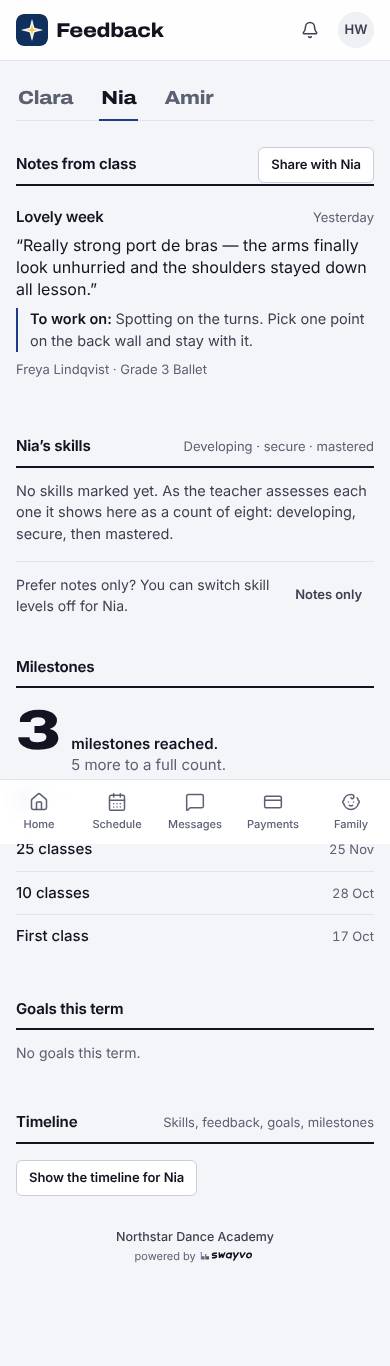 Feedback
HW
Clara
Nia
Amir
Notes from class
Share with Nia
Lovely week
Yesterday
“Really strong port de bras — the arms finally
look unhurried and the shoulders stayed down
all lesson.”
To work on: Spotting on the turns. Pick one point
on the back wall and stay with it.
Freya Lindqvist · Grade 3 Ballet
Nia’s skills
Developing · secure · mastered
No skills marked yet. As the teacher assesses each
one it shows here as a count of eight: developing,
secure, then mastered.
Prefer notes only? You can switch skill
levels off for Nia.
Notes only
Milestones
3
milestones reached.
5 more to a full count.
Home
Schedule
Messages
Payments
Family
25 classes
25 Nov
10 classes
28 Oct
First class
17 Oct
Goals this term
No goals this term.
Timeline
Skills, feedback, goals, milestones
Show the timeline for Nia
Northstar Dance Academy
powered by swayvo